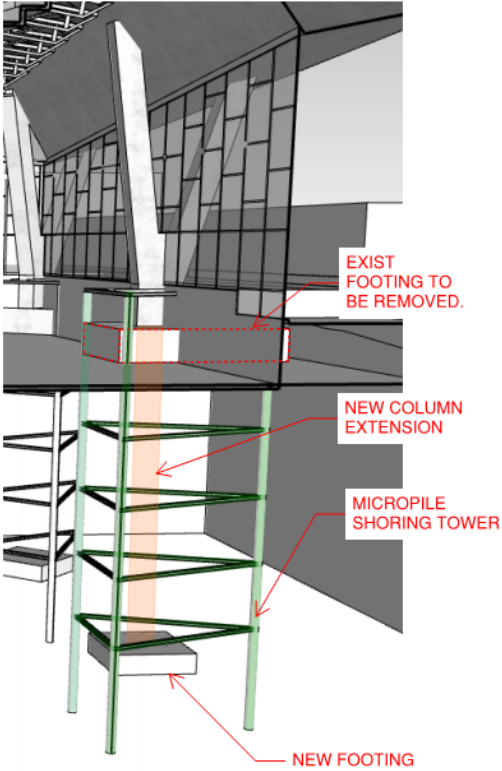 EXIST
FOOTING TO
BE REMOVED.
NEW COLUMN
EXTENSION
MICROPILE
SHORING TOWER
NEW FOOTING